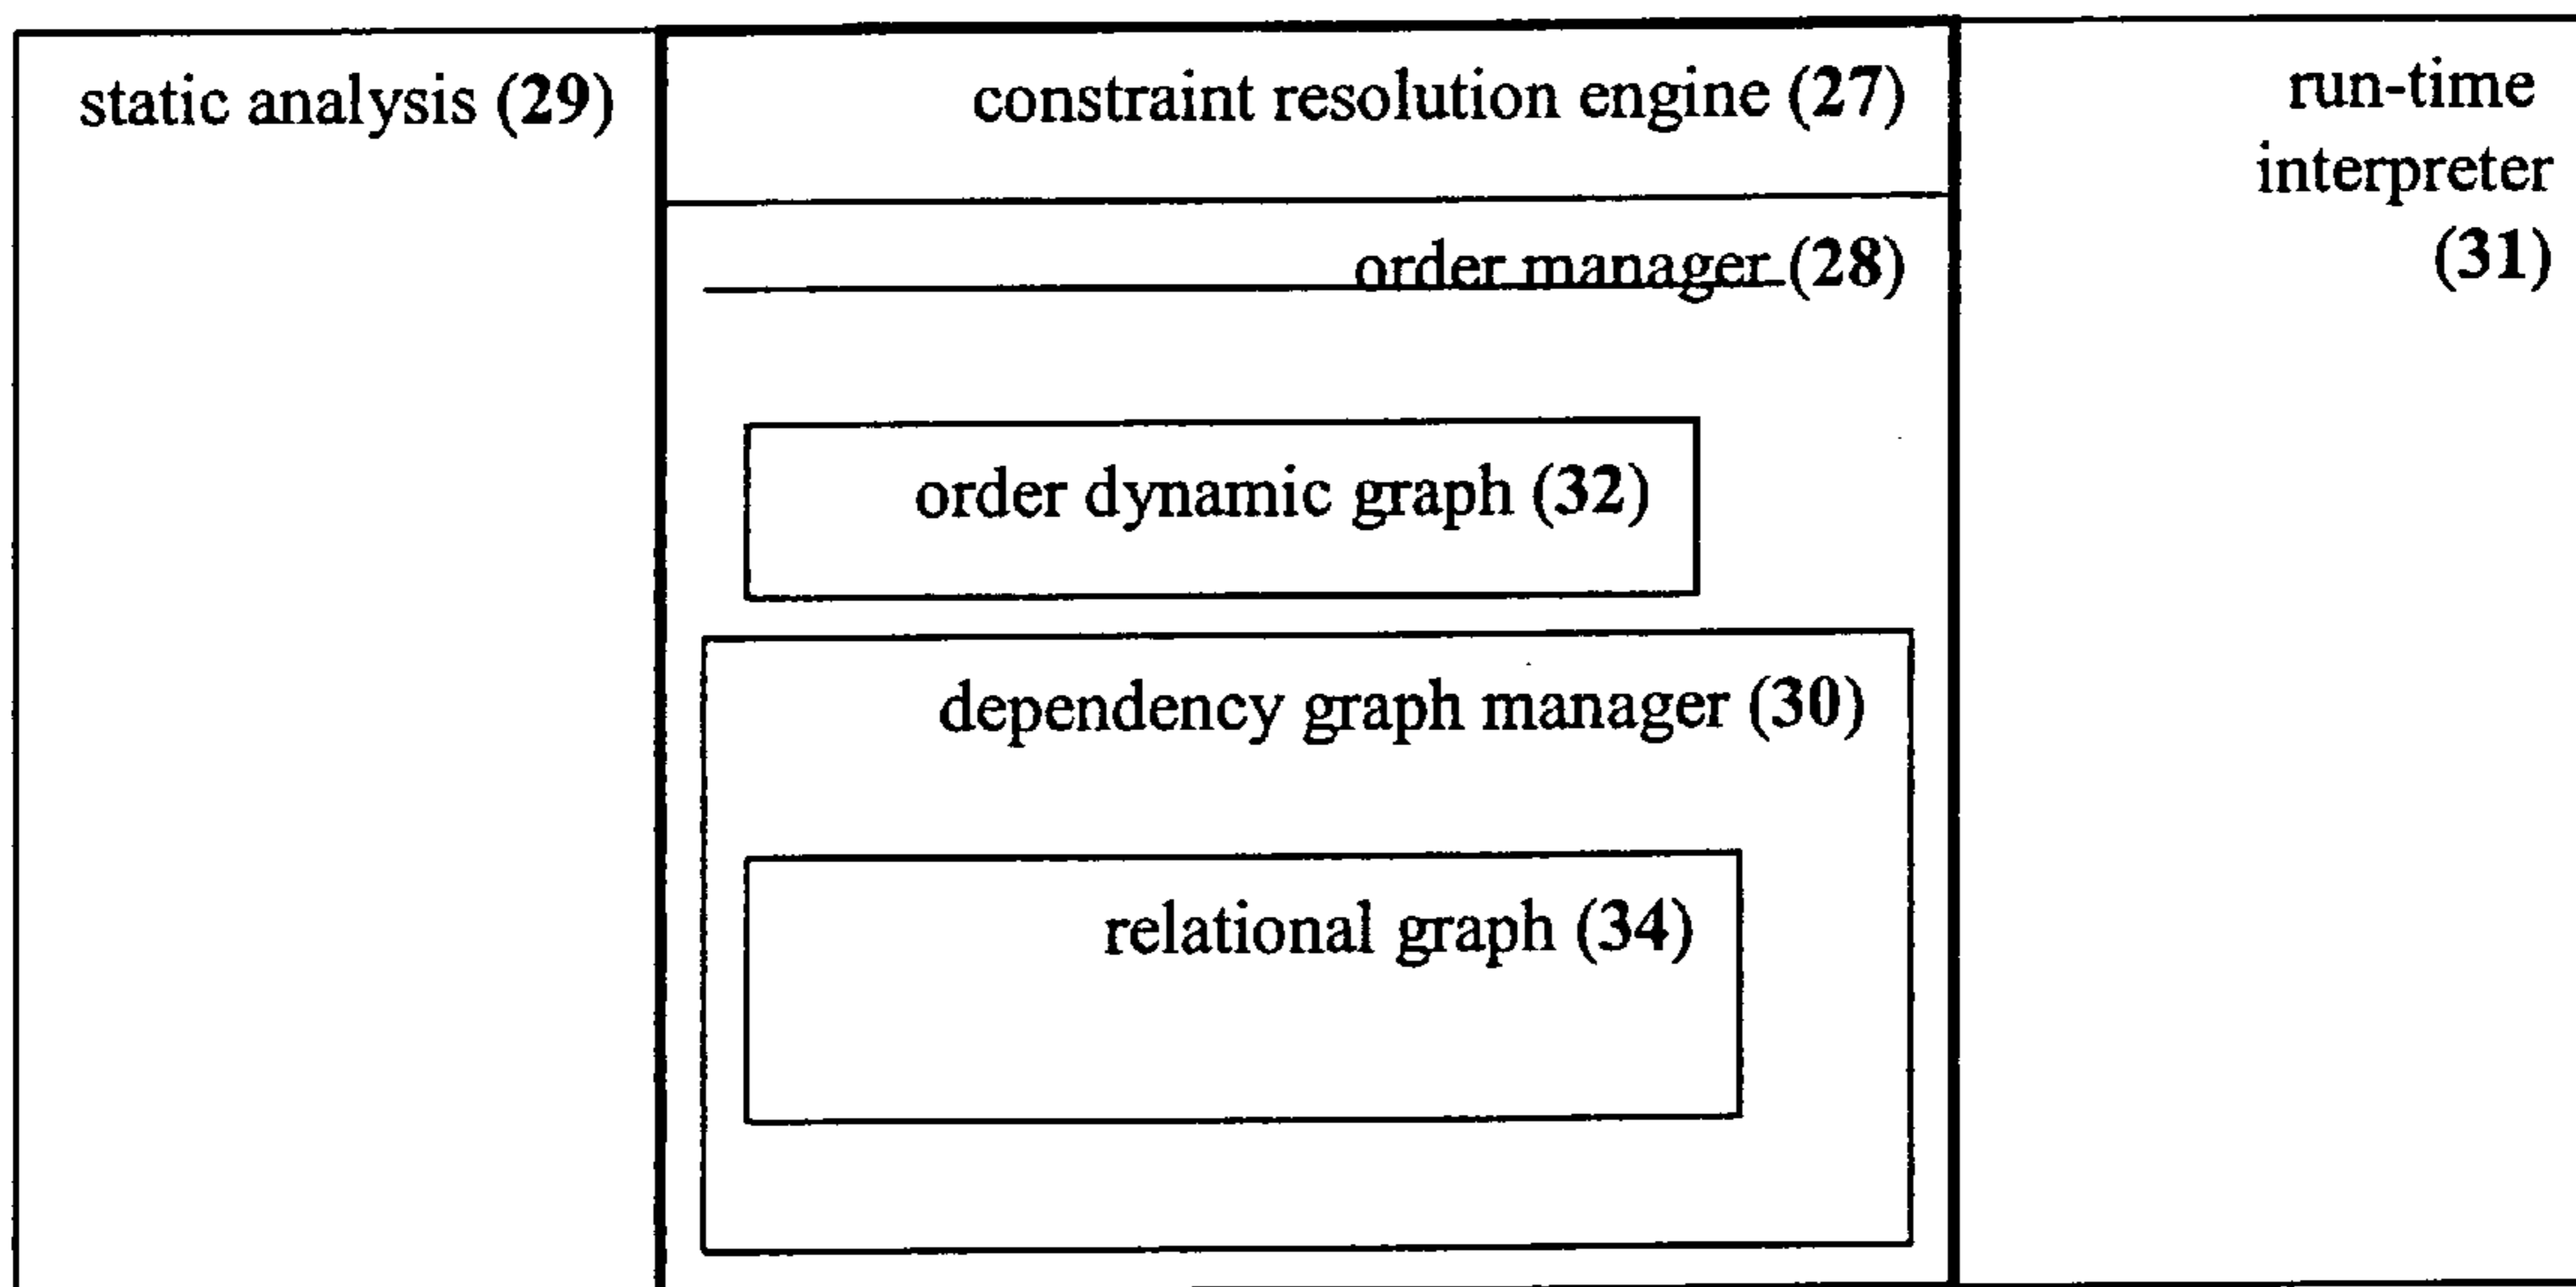 static analysis (29)
constraint resolution engine (27)
run-time
interpreter
(31)
order manager (28)
order dynamic graph (32)
dependency graph manager (30)
relational graph (34)